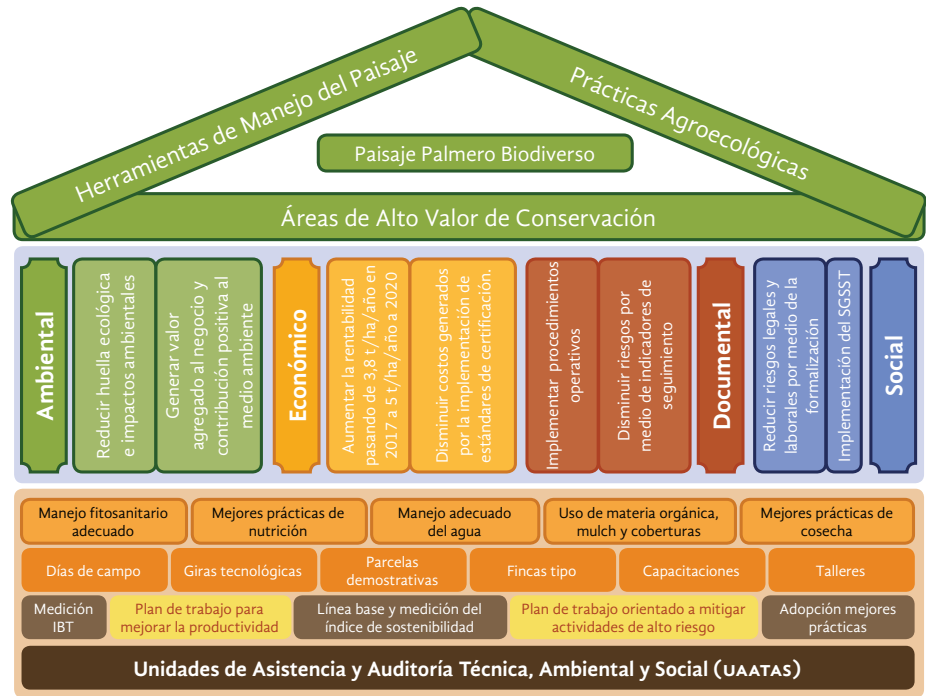 Herramientas de Manejo del Paisaje
Prácticas Agroecológicas
Paisaje Palmero Biodiverso
Áreas de Alto Valor de Conservación
Ambiental
Reducir huella ecológica
e impactos ambientales
Generar valor
agregado al negocio y
contribución positiva al
medio ambiente
Económico
Aumentar la rentabilidad
pasando de 3,8 t/ha/año en
2017 a 5 t/ha/año a 2020
Disminuir costos generados
por la implementación de
estándares de certificación.
Implementar procedimientos
operativos
Disminuir riesgos por
medio de indicadores de
seguimiento
Documental
Reducir riesgos legales y
laborales por medio de la
formalización
Implementación del SGSST
Social
Manejo fitosanitario
adecuado
Mejores prácticas de
nutrición
Manejo adecuado
del agua
Uso de materia orgánica,
mulch y coberturas
Mejores prácticas de
cosecha
Días de campo
Giras tecnológicas
Parcelas
demostrativas
Fincas tipo
Capacitaciones
Talleres
Medición
IBT
Plan de trabajo para
mejorar la productividad
Línea base y medición del
índice de sostenibilidad
Plan de trabajo orientado a mitigar
actividades de alto riesgo
Adopción mejores
prácticas
Unidades de Asistencia y Auditoría Técnica, Ambiental y Social (UAATAS)